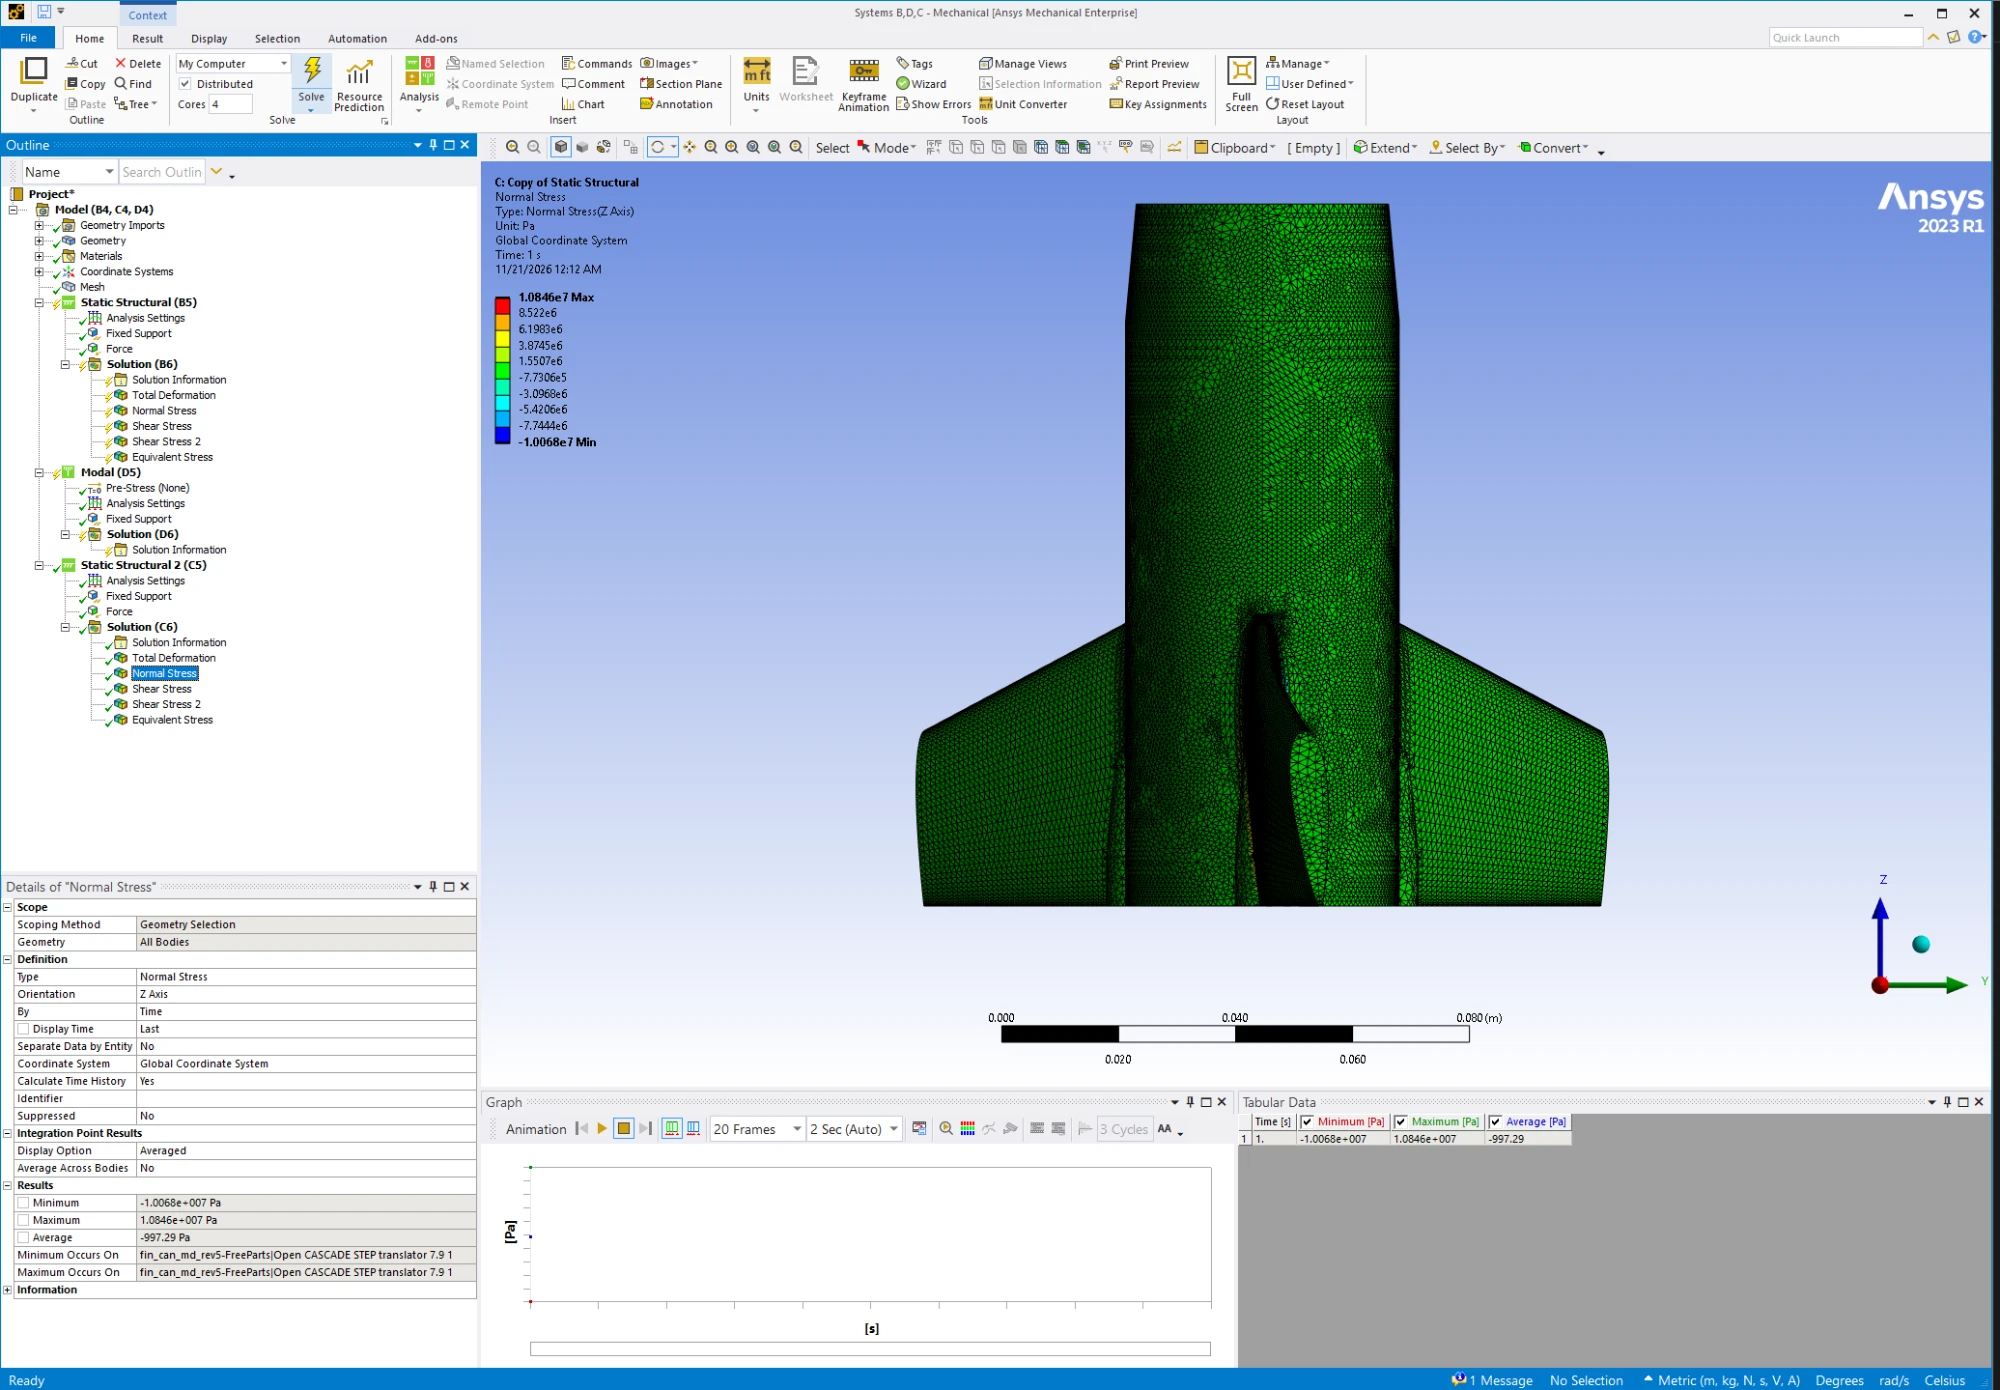 Context
Systems B,D,C - Mechanical [Ansys Mechanical Enterprise]
File Home Result Display Selection Automation Add-ons
Quick Launch
Duplicate
Cut
Copy
Paste
Delete
Find
Tree
Outline
My Computer
Distributed
Cores 4
Solve
Resource Prediction
Solve
Analysis
Named Selection
Coordinate System
Remote Point
Commands
Comment
Chart
Images
Section Plane
Annotation
Insert
Units
Worksheet
Keyframe Animation
Tags
Wizard
Show Errors
Manage Views
Selection Information
Unit Converter
Print Preview
Report Preview
Key Assignments
Tools
Full Screen
Manage
User Defined
Reset Layout
Layout
Outline
Name Search Outlin
Project*
Model (B4, C4, D4)
Geometry Imports
Geometry
Materials
Coordinate Systems
Mesh
Static Structural (B5)
Analysis Settings
Fixed Support
Force
Solution (B6)
Solution Information
Total Deformation
Normal Stress
Shear Stress
Shear Stress 2
Equivalent Stress
Modal (D5)
Pre-Stress (None)
Analysis Settings
Fixed Support
Solution (D6)
Solution Information
Static Structural 2 (C5)
Analysis Settings
Fixed Support
Force
Solution (C6)
Solution Information
Total Deformation
Normal Stress
Shear Stress
Shear Stress 2
Equivalent Stress
Details of "Normal Stress"
Scope
Scoping Method Geometry Selection
Geometry All Bodies
Definition
Type Normal Stress
Orientation Z Axis
By Time
Display Time Last
Separate Data by Entity No
Coordinate System Global Coordinate System
Calculate Time History Yes
Identifier
Suppressed No
Integration Point Results
Display Option Averaged
Average Across Bodies No
Results
Minimum -1.0068e+007 Pa
Maximum 1.0846e+007 Pa
Average -997.29 Pa
Minimum Occurs On fin_can_md_rev5-FreeParts|Open CASCADE STEP translator 7.9 1
Maximum Occurs On fin_can_md_rev5-FreeParts|Open CASCADE STEP translator 7.9 1
Information
Select Mode Clipboard [ Empty ] Extend Select By Convert
C: Copy of Static Structural
Normal Stress
Type: Normal Stress(Z Axis)
Unit: Pa
Global Coordinate System
Time: 1 s
11/21/2026 12:12 AM
1.0846e7 Max
8.522e6
6.1983e6
3.8745e6
1.5507e6
-7.7306e5
-3.0968e6
-5.4206e6
-7.7444e6
-1.0068e7 Min
Ansys
2023 R1
Z
Y
0.000 0.040 0.080 (m)
0.020 0.060
Graph
Animation 20 Frames 2 Sec (Auto) 3 Cycles AA
[Pa]
[s]
Tabular Data
Time [s] Minimum [Pa] Maximum [Pa] Average [Pa]
1 1. -1.0068e+007 1.0846e+007 -997.29
Ready 1 Message No Selection Metric (m, kg, N, s, V, A) Degrees rad/s Celsius